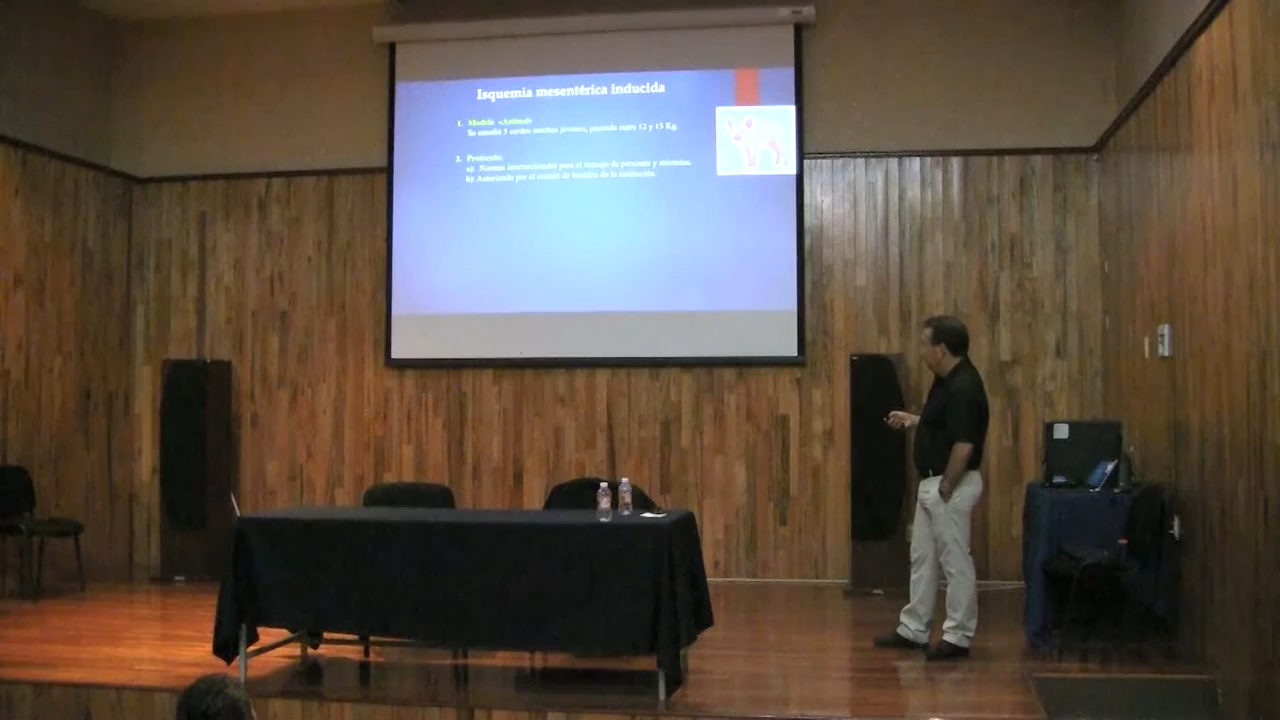 Isquemia mesentérica inducida
1. Modelo «Animal»
Se estudió 5 cerdos machos jóvenes, pesando entre 12 y 15 Kg.
2. Protocolo:
a): Normas internacionales para el manejo de personas y animales.
b): Autorizado por el comité de bioética de la institución.